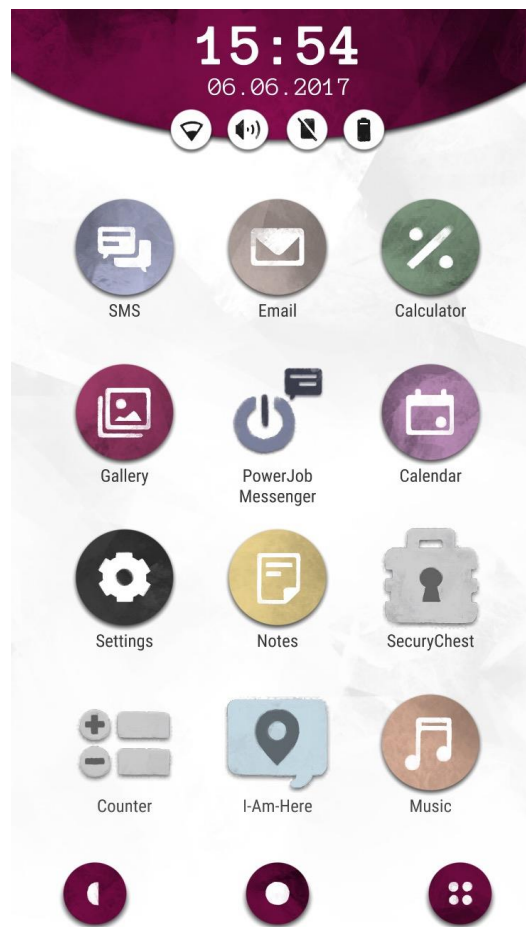 15:54
06.06.2017
SMS
Email
Calculator
Gallery
PowerJob
Messenger
Calendar
Settings
Notes
SecuryChest
Counter
I-Am-Here
Music